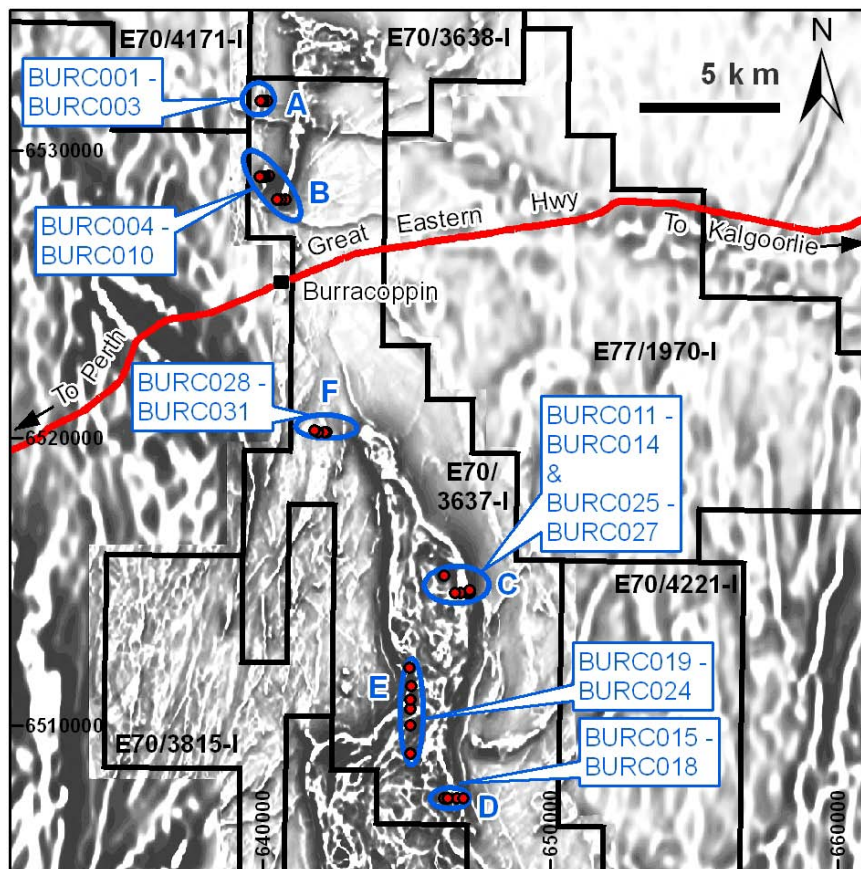 E70/4171-I
E70/3638-I
N
BURC001 -
BURC003
A
5 km
6530000
B
BURC004 -
BURC010
Great Eastern Hwy
To Kalgoorlie
Burracoppin
To Perth
E77/1970-I
BURC028 -
BURC031
F
BURC011 -
BURC014
&
BURC025 -
BURC027
6520000
E70/
3637-I
C
E70/4221-I
E
BURC019 -
BURC024
6510000
E70/3815-I
BURC015 -
BURC018
D
640000
650000
660000